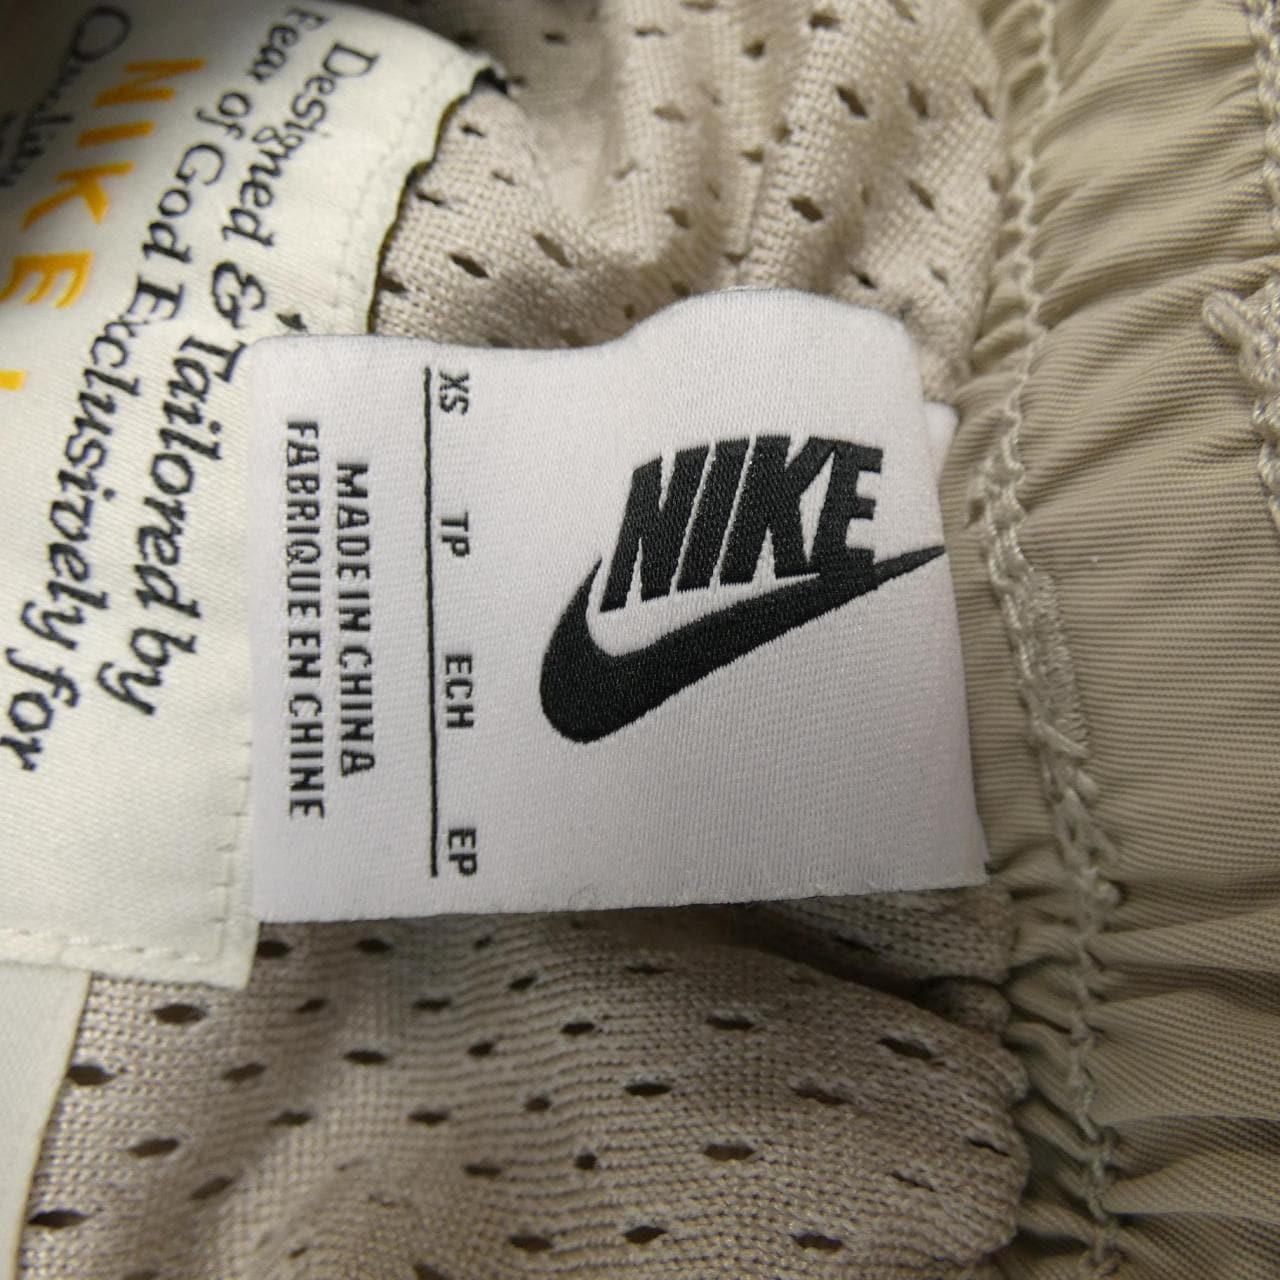 NIKE
XS TP ECH EP
MADE IN CHINA
FABRIQUE EN CHINE
Designed & Tailored by
Fear of God Exclusively for
NIKE
Quality